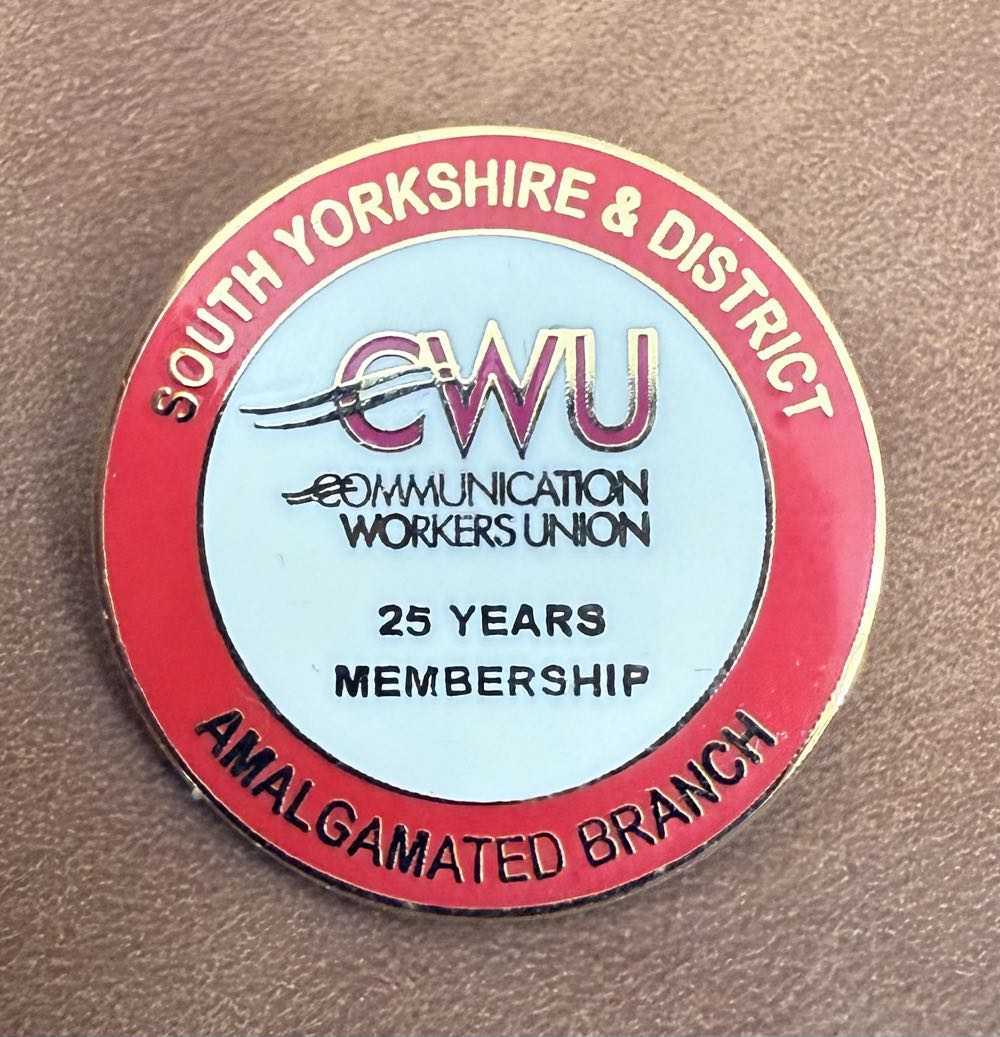 SOUTH YORKSHIRE & DISTRICT
CWU
COMMUNICATION
WORKERS UNION
25 YEARS
MEMBERSHIP
AMALGAMATED BRANCH